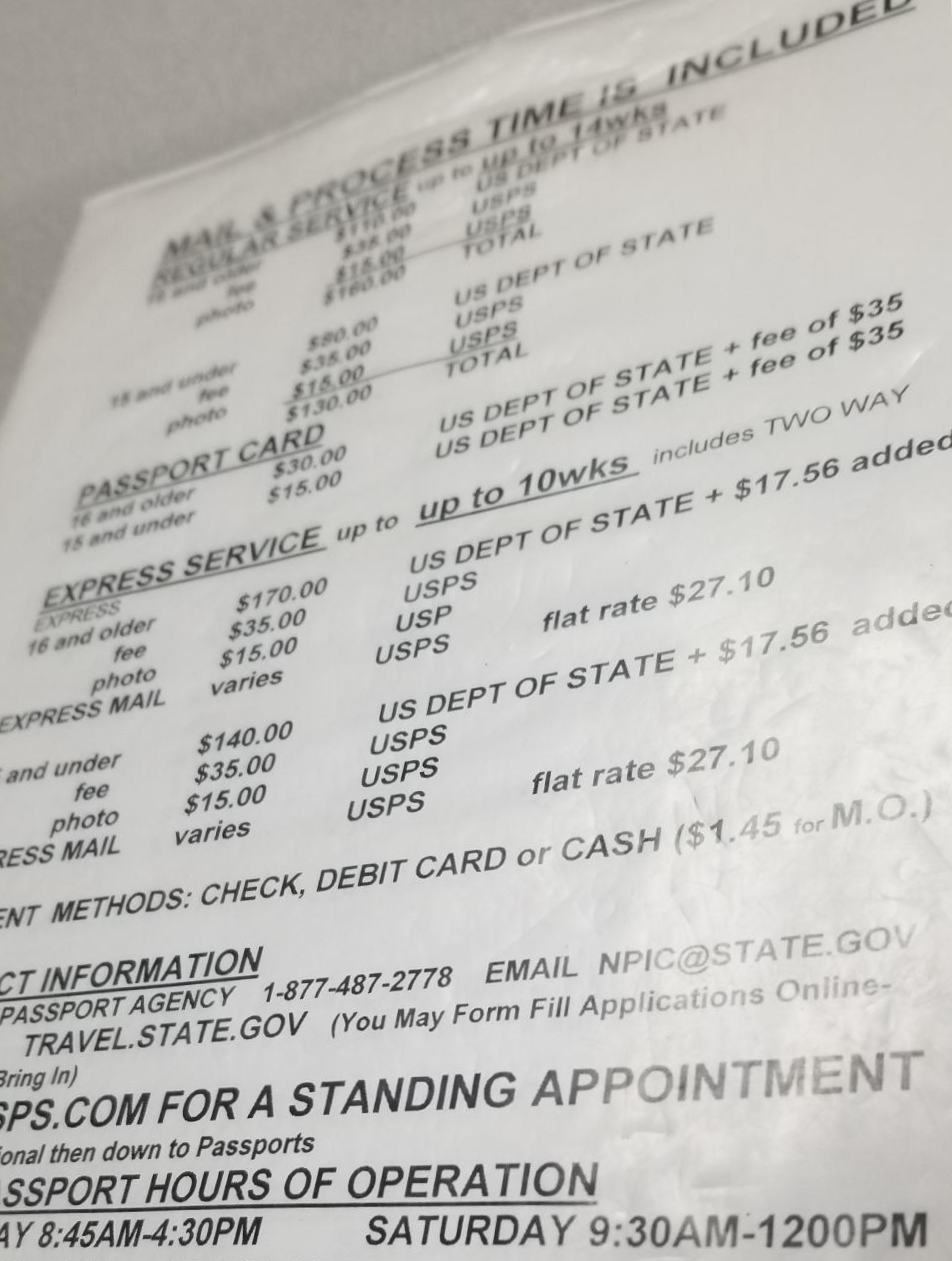 MAIL & PROCESS TIME IS INCLUDED
REGULAR SERVICE up to up to 14wks
16 and older $110.00 US DEPT OF STATE
fee $35.00 USPS
photo $15.00 USPS
$160.00 TOTAL
15 and under $80.00 US DEPT OF STATE
fee $35.00 USPS
photo $15.00 USPS
$130.00 TOTAL
PASSPORT CARD
16 and older $30.00 US DEPT OF STATE + fee of $35
15 and under $15.00 US DEPT OF STATE + fee of $35
EXPRESS SERVICE up to up to 10wks includes TWO WAY
EXPRESS
16 and older $170.00 US DEPT OF STATE + $17.56 added
fee $35.00 USPS
photo $15.00 USP
EXPRESS MAIL varies USPS flat rate $27.10
and under $140.00 US DEPT OF STATE + $17.56 added
fee $35.00 USPS
photo $15.00 USPS
RESS MAIL varies USPS flat rate $27.10
ENT METHODS: CHECK, DEBIT CARD or CASH ($1.45 for M.O.)
CT INFORMATION
PASSPORT AGENCY 1-877-487-2778 EMAIL NPIC@STATE.GOV
TRAVEL.STATE.GOV (You May Form Fill Applications Online-
Bring In)
SPS.COM FOR A STANDING APPOINTMENT
ional then down to Passports
ASSPORT HOURS OF OPERATION
AY 8:45AM-4:30PM SATURDAY 9:30AM-1200PM